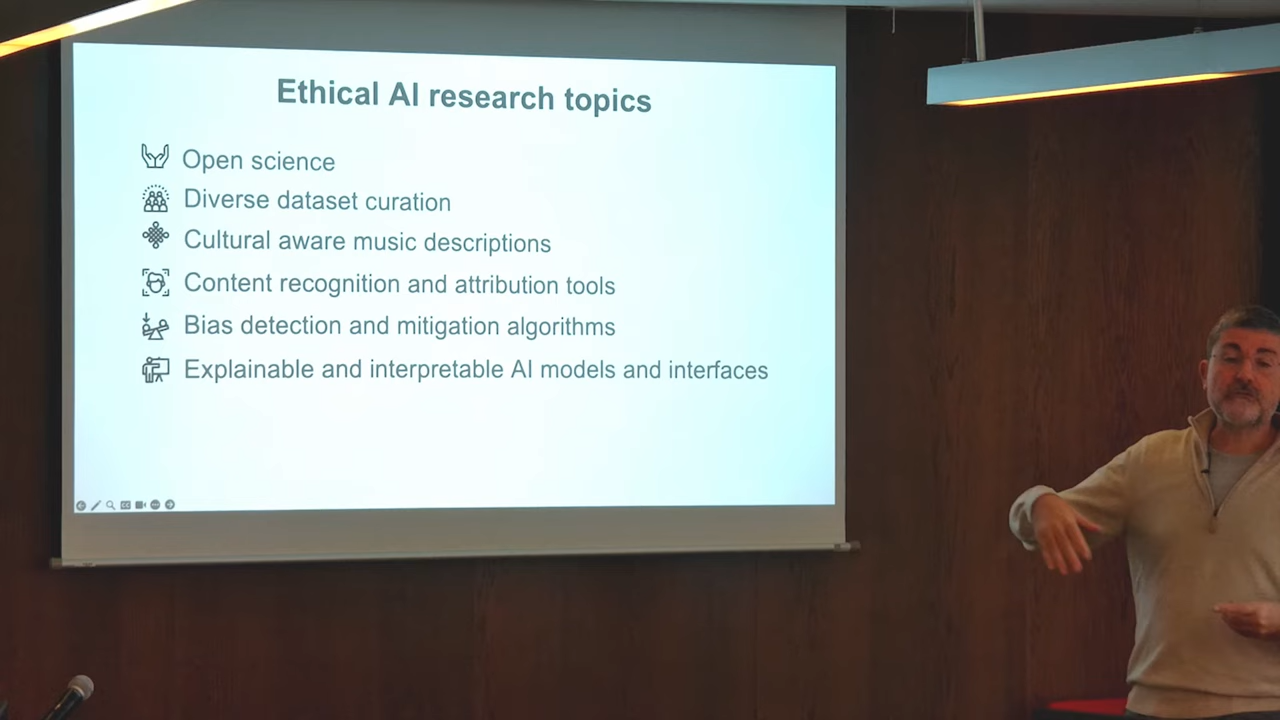 Ethical AI research topics
Open science
Diverse dataset curation
Cultural aware music descriptions
Content recognition and attribution tools
Bias detection and mitigation algorithms
Explainable and interpretable AI models and interfaces